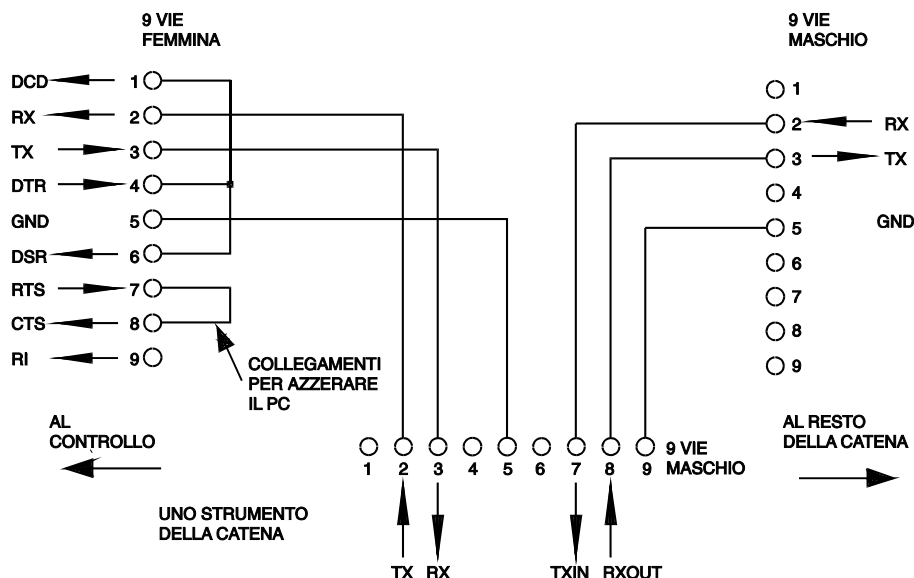 9 VIE
FEMMINA
9 VIE
MASCHIO
DCD 1
RX 2
TX 3
DTR 4
GND 5
DSR 6
RTS 7
CTS 8
RI 9
1
2 RX
3 TX
4
5 GND
6
7
8
9
COLLEGAMENTI
PER AZZERARE
IL PC
AL
CONTROLLO
AL RESTO
DELLA CATENA
1 2 3 4 5 6 7 8 9
9 VIE
MASCHIO
UNO STRUMENTO
DELLA CATENA
TX RX TXIN RXOUT